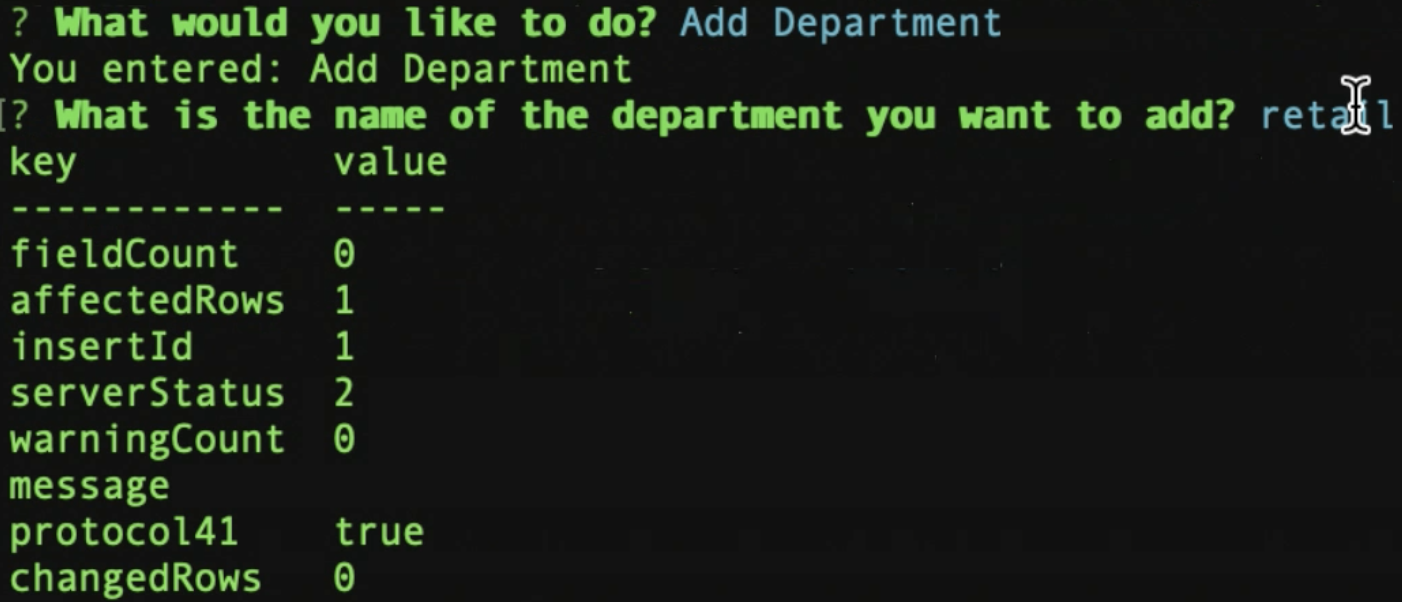 ? What would you like to do? Add Department
You entered: Add Department
? What is the name of the department you want to add? retail
key             value
------------  -----
fieldCount    0
affectedRows  1
insertId      1
serverStatus  2
warningCount  0
message
protocol41    true
changedRows   0